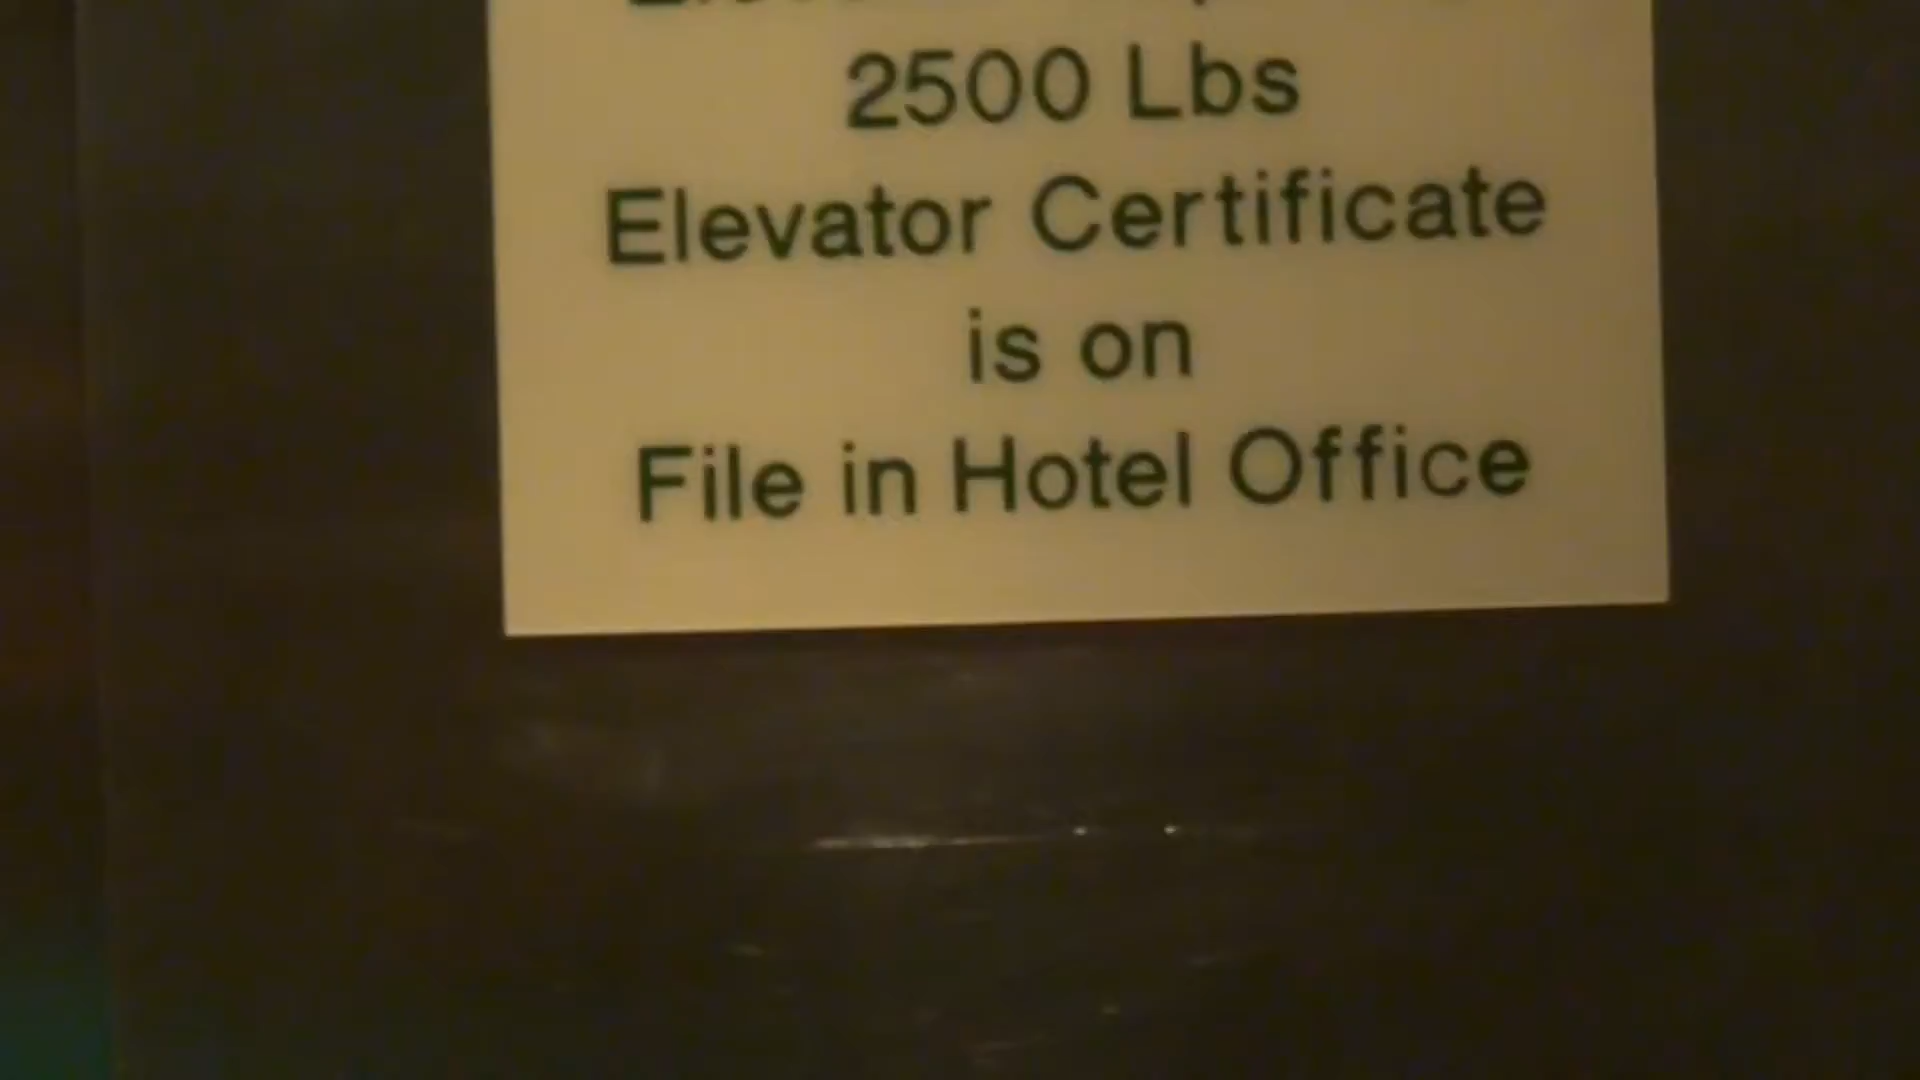 2500 Lbs
Elevator Certificate
is on
File in Hotel Office